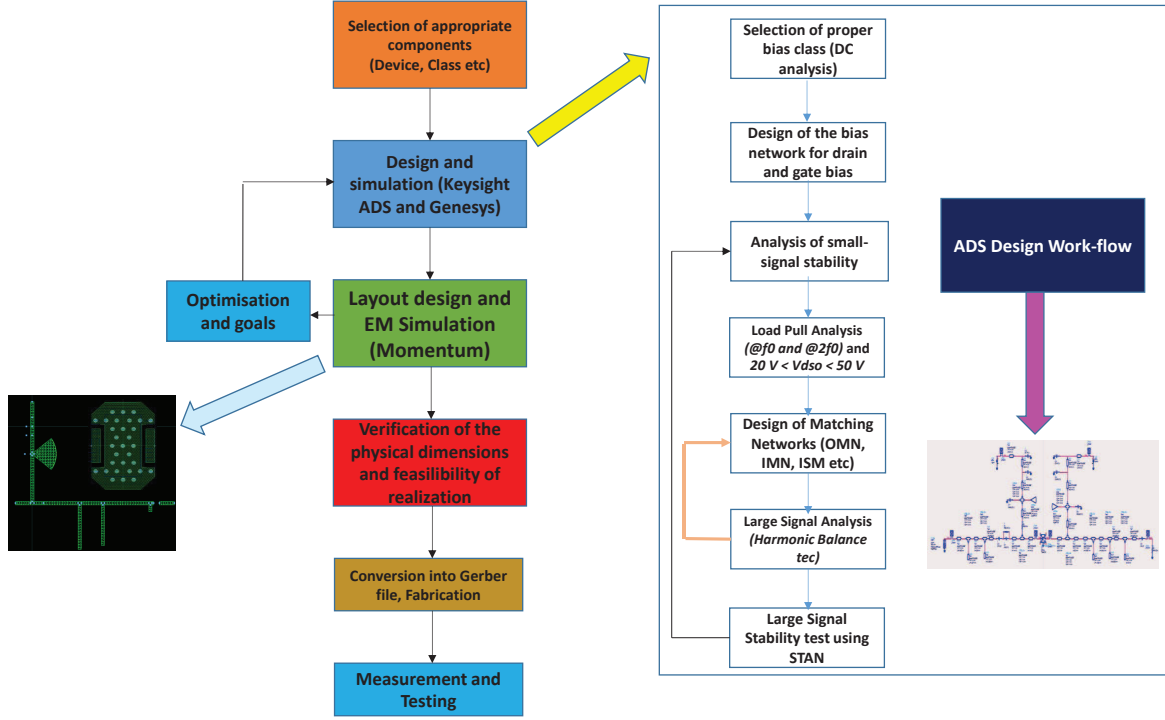 Selection of appropriate
components
(Device, Class etc)
Design and
simulation (Keysight
ADS and Genesys)
Optimisation
and goals
Layout design and
EM Simulation
(Momentum)
Verification of the
physical dimensions
and feasibility of
realization
Conversion into Gerber
file, Fabrication
Measurement and
Testing
Selection of proper
bias class (DC
analysis)
Design of the bias
network for drain
and gate bias
Analysis of small-
signal stability
Load Pull Analysis
(@f0 and @2f0) and
20 V < Vdso < 50 V
Design of Matching
Networks (OMN,
IMN, ISM etc)
Large Signal Analysis
(Harmonic Balance
tec)
Large Signal
Stability test using
STAN
ADS Design Work-flow